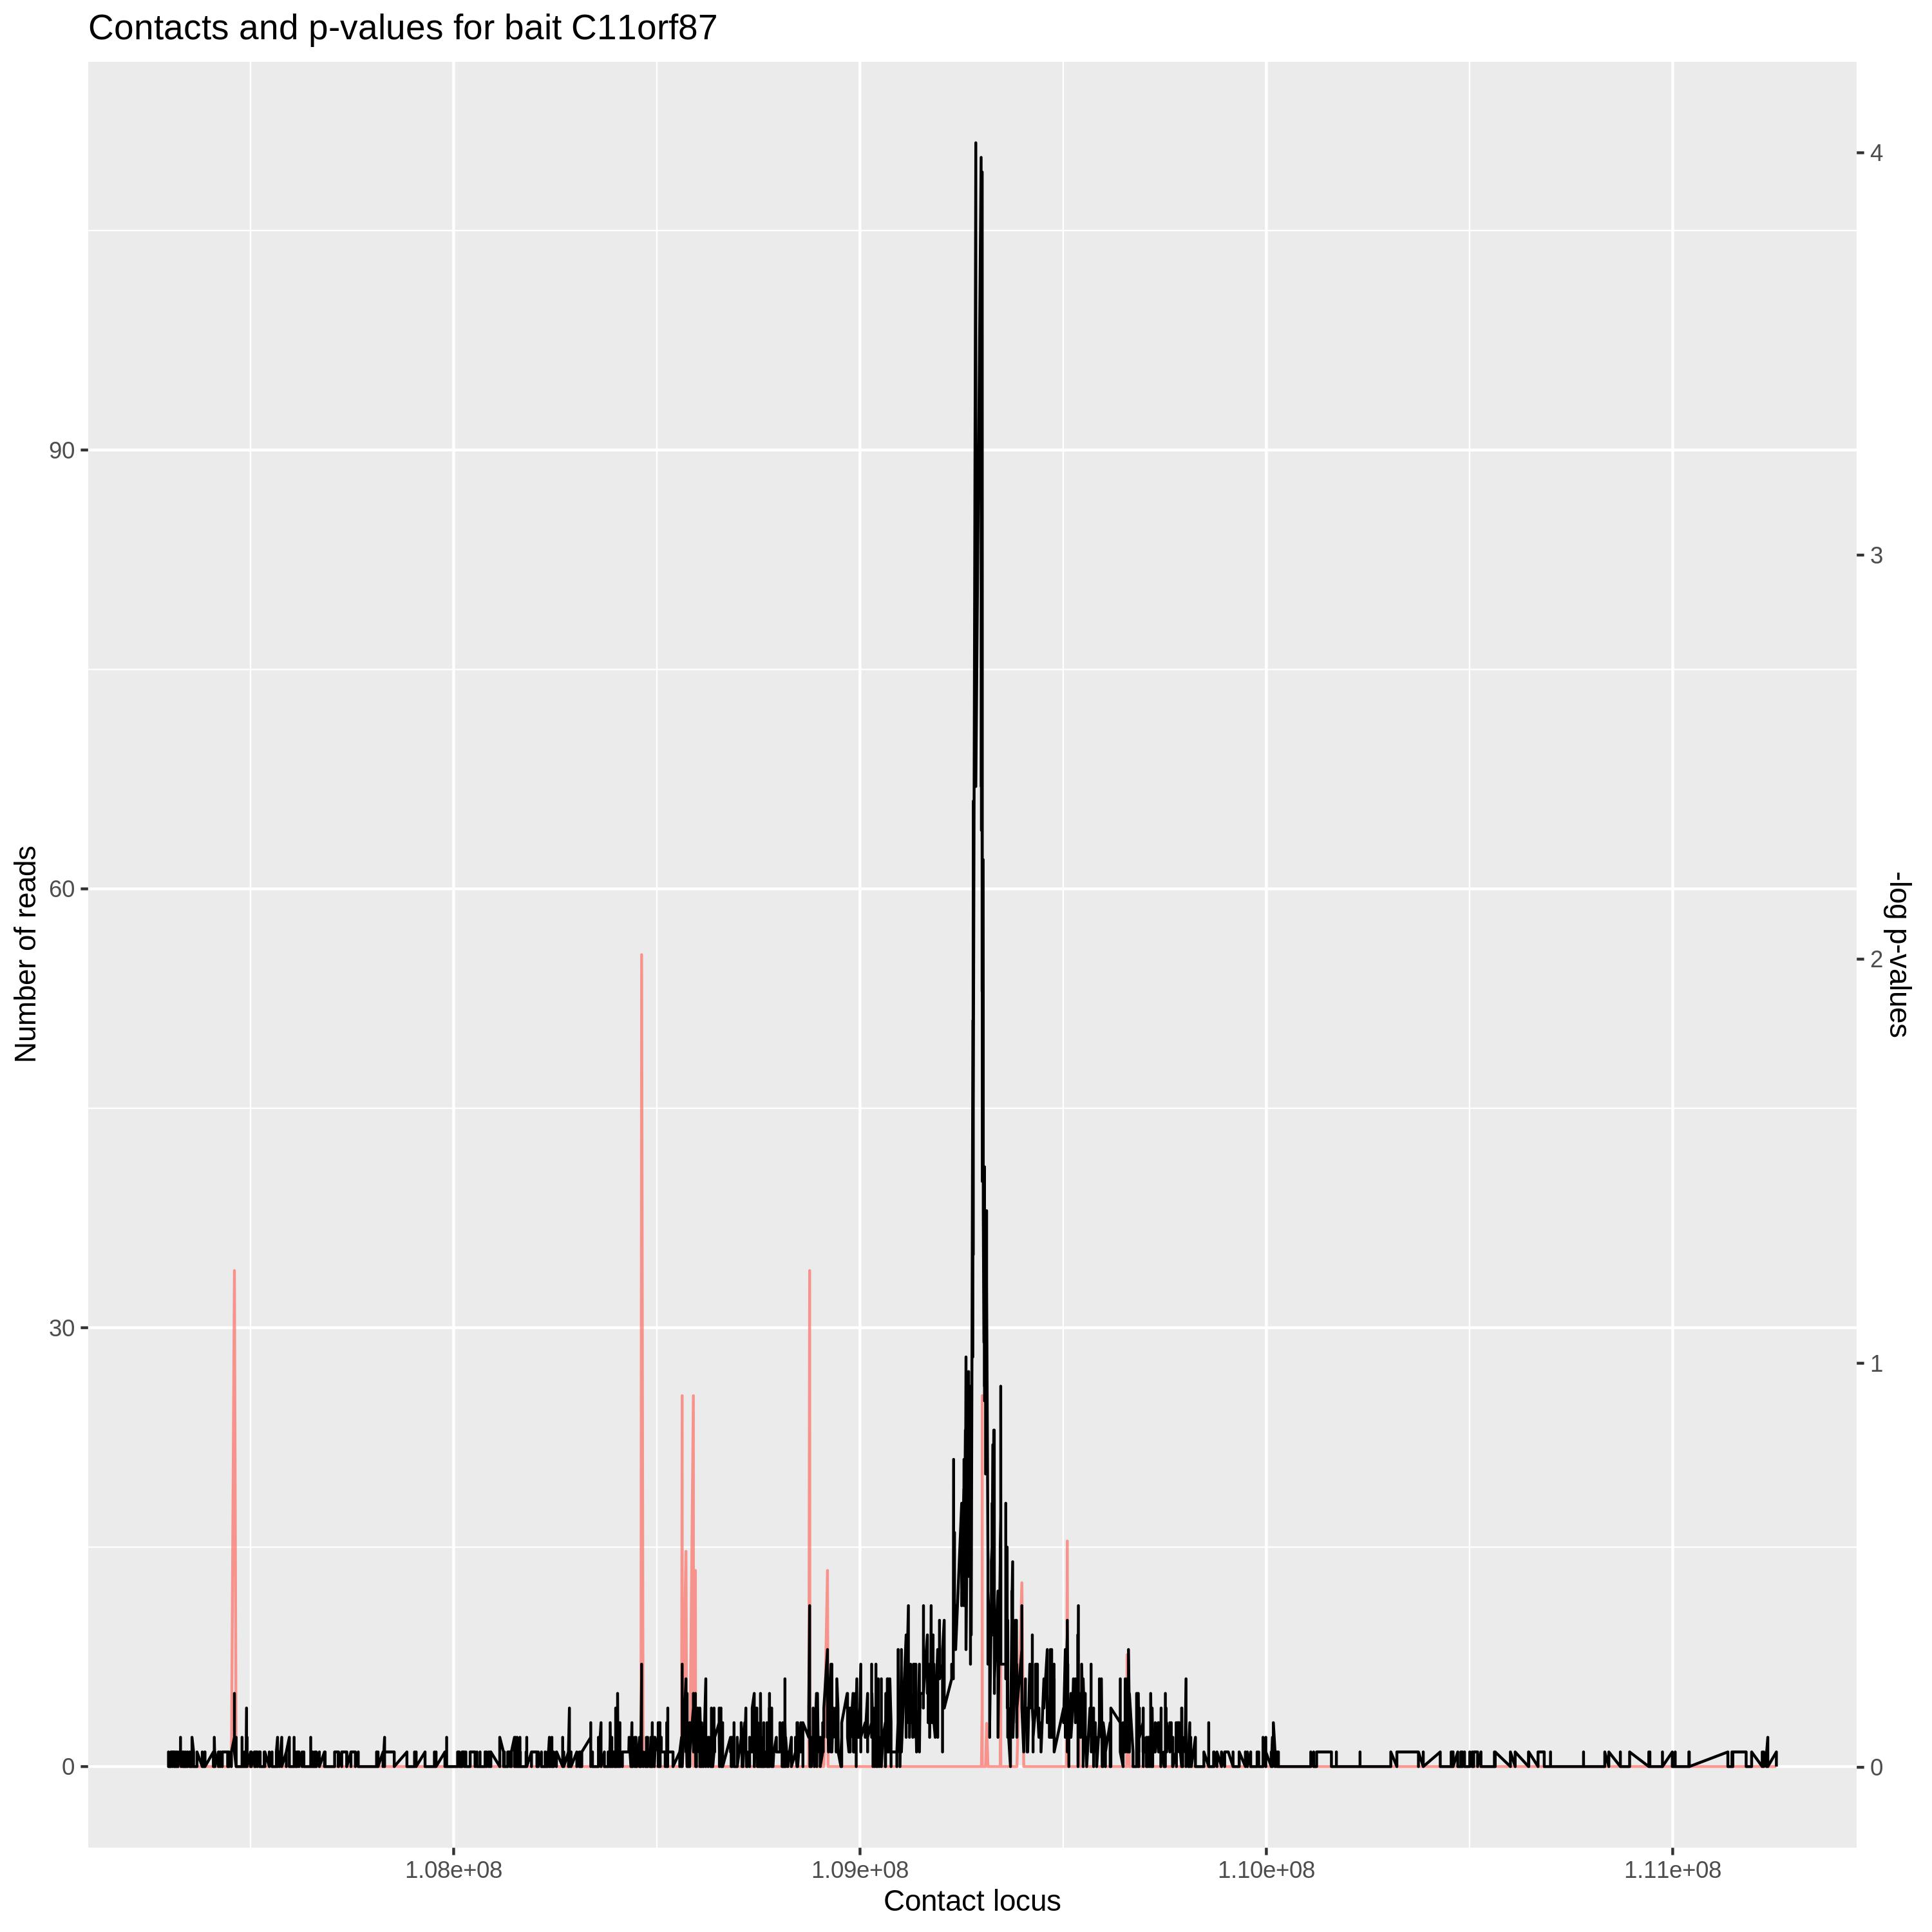 Contacts and p-values for bait C11orf87
Number of reads
90
60
30
0
4
3
2
1
0
-log p-values
1.08e+08
1.09e+08
1.10e+08
1.11e+08
Contact locus